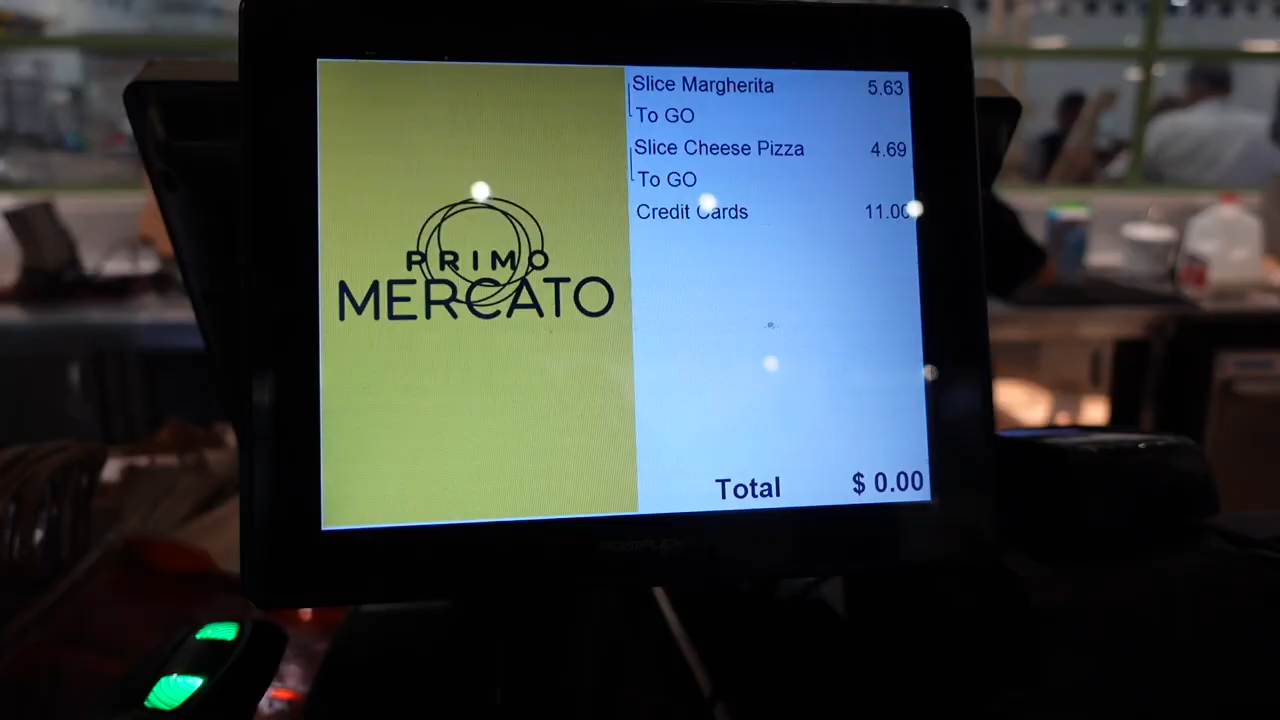 PRIMO
MERCATO
Slice Margherita 5.63
To GO
Slice Cheese Pizza 4.69
To GO
Credit Cards 11.00
Total $ 0.00